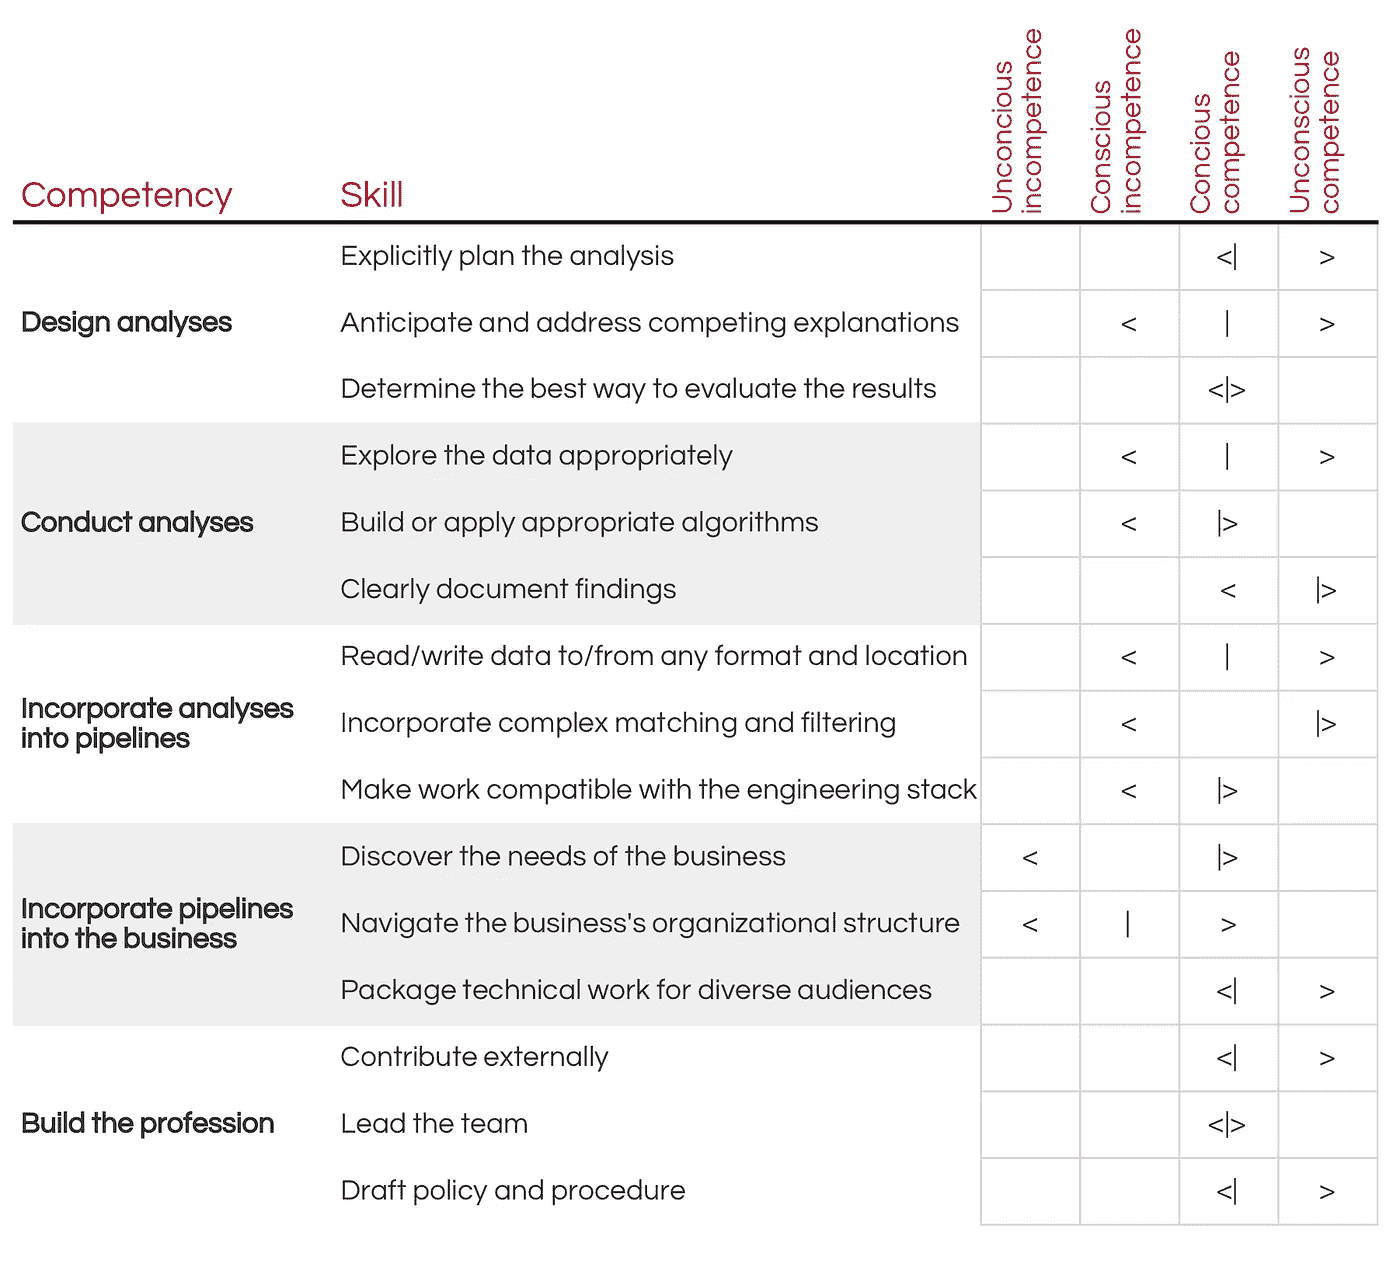 Unconcious
incompetence
Conscious
incompetence
Concious
competence
Unconscious
competence
Competency Skill
Explicitly plan the analysis <| >
Design analyses Anticipate and address competing explanations < | >
Determine the best way to evaluate the results <|>
Explore the data appropriately < | >
Conduct analyses Build or apply appropriate algorithms < |>
Clearly document findings < |>
Read/write data to/from any format and location < | >
Incorporate analyses
into pipelines
Incorporate complex matching and filtering < |>
Make work compatible with the engineering stack < |>
Discover the needs of the business < |>
Incorporate pipelines
into the business
Navigate the business's organizational structure < | >
Package technical work for diverse audiences <| >
Contribute externally <| >
Build the profession Lead the team <|>
Draft policy and procedure <| >